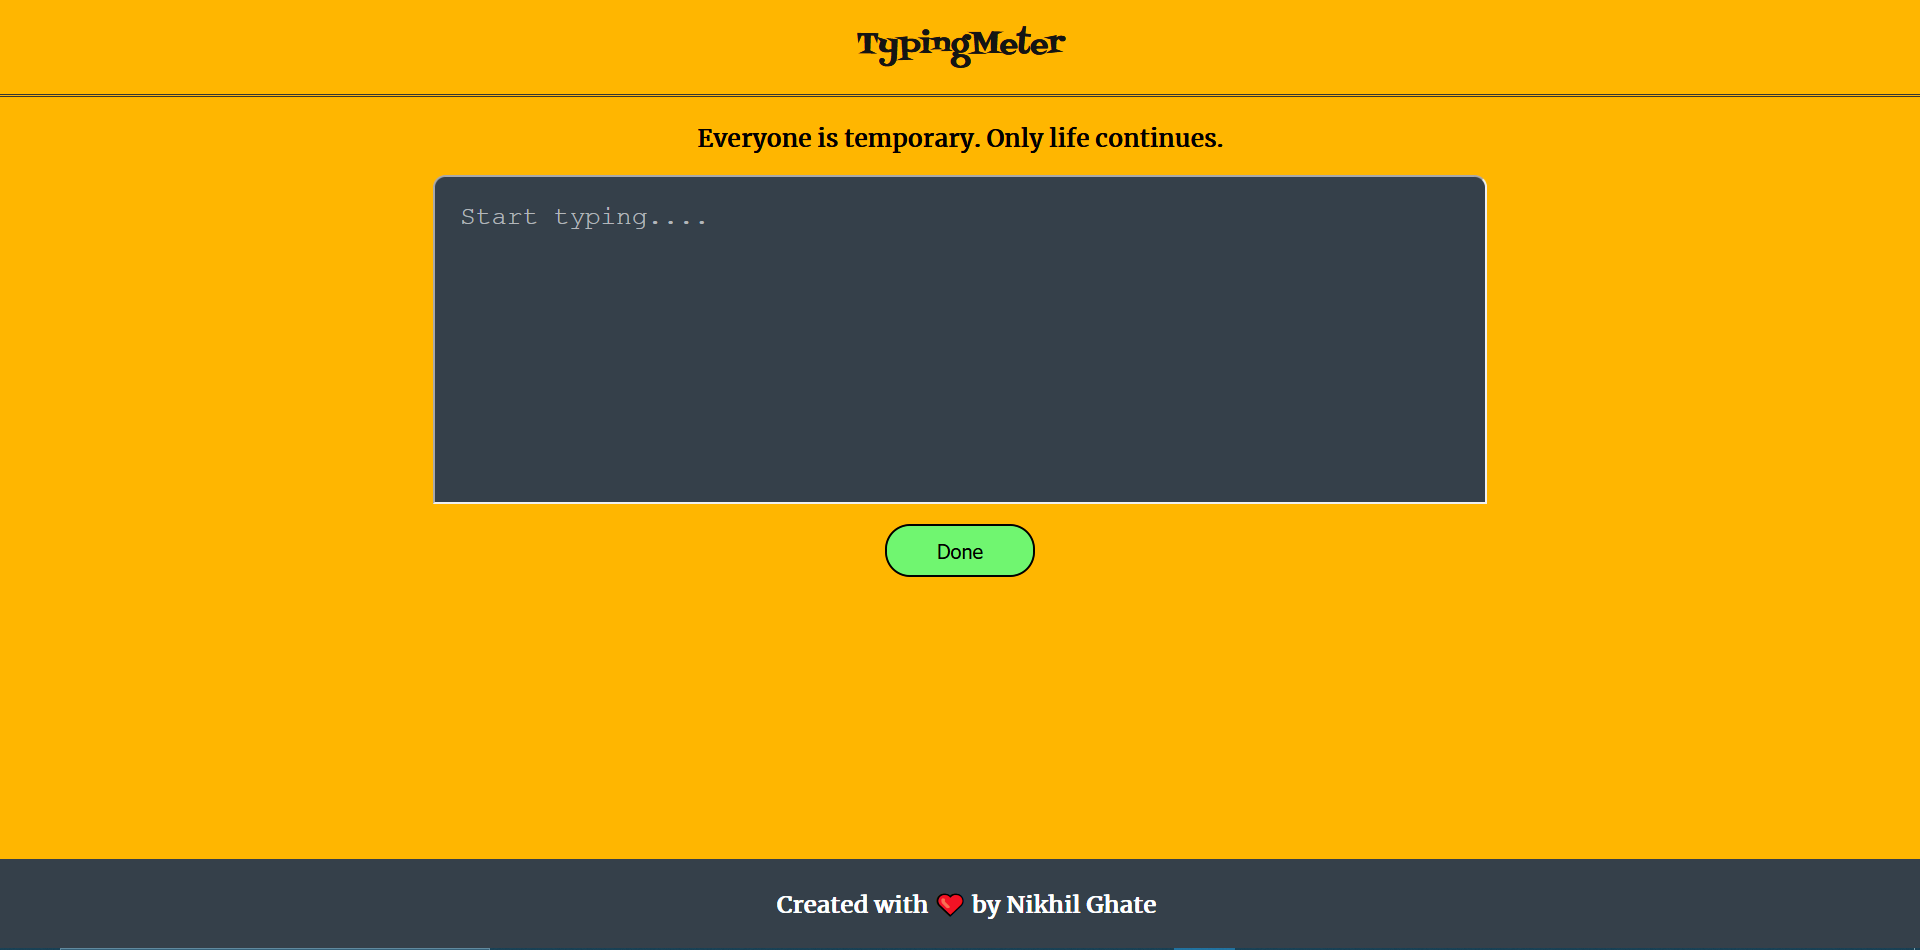 TypingMeter
Everyone is temporary. Only life continues.
Start typing....
Done
Created with ❤ by Nikhil Ghate